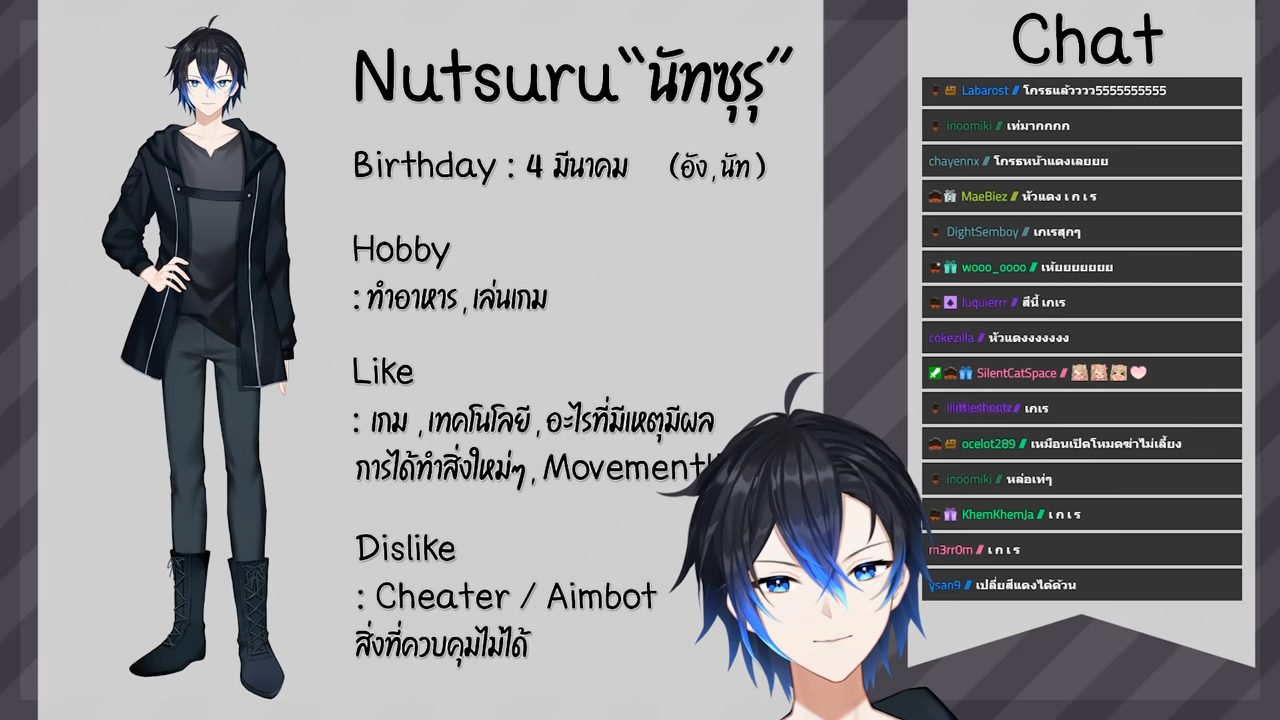 Nutsuru“นัทซุรุ”
Birthday : 4 มีนาคม (อัง,นัท)
Hobby
: ทำอาหาร,เล่นเกม
Like
: เกม ,เทคโนโลยี,อะไรที่มีเหตุมีผล
การได้ทำสิ่งใหม่ๆ,Movement
Dislike
: Cheater / Aimbot
สิ่งที่ควบคุมไม่ได้
Chat
Labarost // โกรธแล้ววว5555555555
inoomiki // เท่มากกกก
chayennx // โกรธหน้าแดงเลยยย
MaeBiez // หัวแดง เ ก เ ร
DightSemboy // เกเรสุกๆ
wooo_oooo // เห้ยยยยยยย
luquierrr // สีนี้ เกเร
cokezilla // หัวแดงงงงงง
SilentCatSpace //
// เกเร
ocelot289 // เหมือนเปิดโหมดฆ่าไม่เลี้ยง
inoomiki // หล่อเท่ๆ
KhemKhemJa // เ ก เ ร
m3rr0m // เ ก เ ร
ysan9 // เปลี่ยสีแดงได้ด้วน